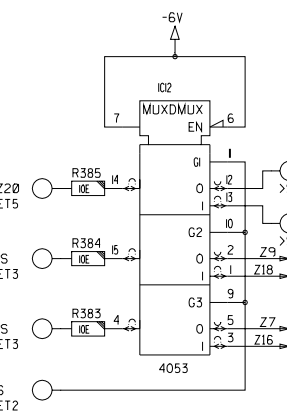 -6V
IC12
7
MUXDMUX
EN
6
G1
1
Z20
ET5
R385
10E
14
0
12
1
13
G2
10
S
ET3
R384
10E
15
0
2
Z9
1
1
Z18
G3
9
S
ET3
R383
10E
4
0
5
Z7
1
3
Z16
4053
S
ET2